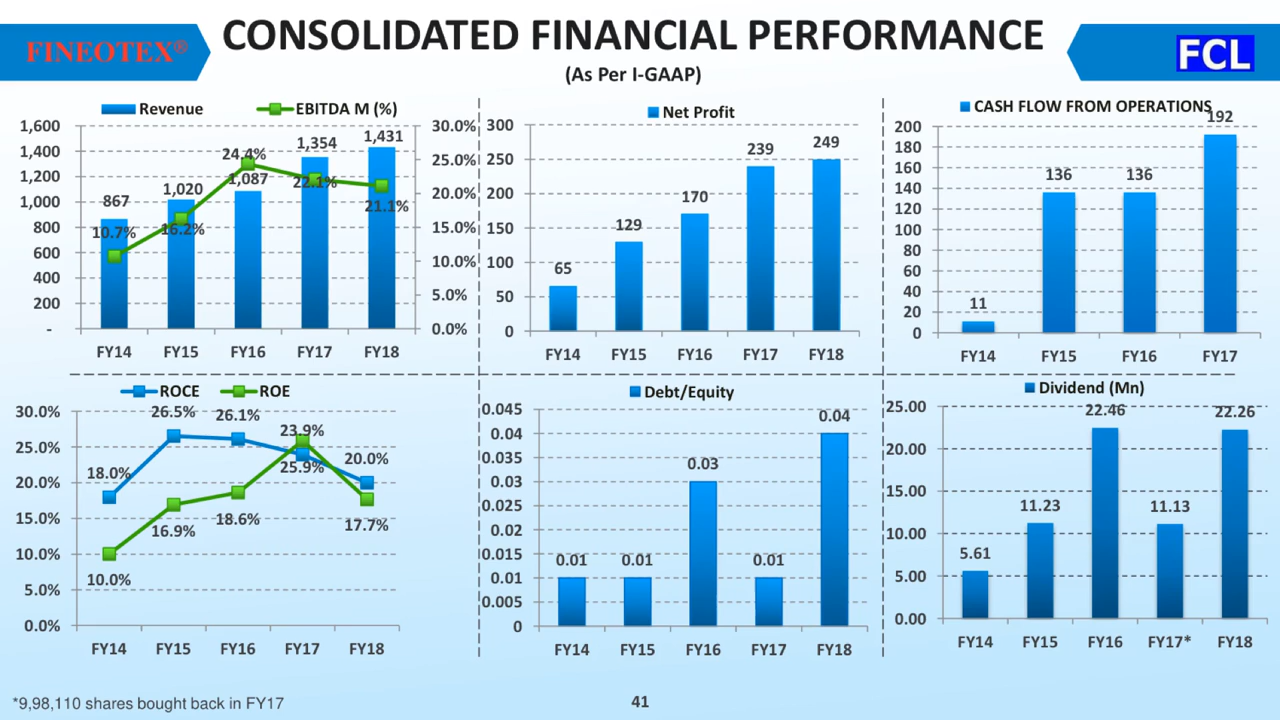 FINEOTEX®
CONSOLIDATED FINANCIAL PERFORMANCE
FCL
(As Per I-GAAP)
Revenue EBITDA M (%)
1,600
1,400
1,200
1,000
800
600
400
200
-
30.0%
25.0%
20.0%
15.0%
10.0%
5.0%
0.0%
867 1,020 1,087 1,354 1,431
10.7% 16.2% 24.4% 22.1% 21.1%
FY14 FY15 FY16 FY17 FY18
Net Profit
300
250
200
150
100
50
0
65 129 170 239 249
FY14 FY15 FY16 FY17 FY18
CASH FLOW FROM OPERATIONS
200
180
160
140
120
100
80
60
40
20
0
11 136 136 192
FY14 FY15 FY16 FY17
ROCE ROE
30.0%
25.0%
20.0%
15.0%
10.0%
5.0%
0.0%
18.0% 26.5% 26.1% 23.9% 20.0%
10.0% 16.9% 18.6% 25.9% 17.7%
FY14 FY15 FY16 FY17 FY18
Debt/Equity
0.045
0.04
0.035
0.03
0.025
0.02
0.015
0.01
0.005
0
0.01 0.01 0.03 0.01 0.04
FY14 FY15 FY16 FY17 FY18
Dividend (Mn)
25.00
20.00
15.00
10.00
5.00
0.00
5.61 11.23 22.46 11.13 22.26
FY14 FY15 FY16 FY17* FY18
*9,98,110 shares bought back in FY17
41